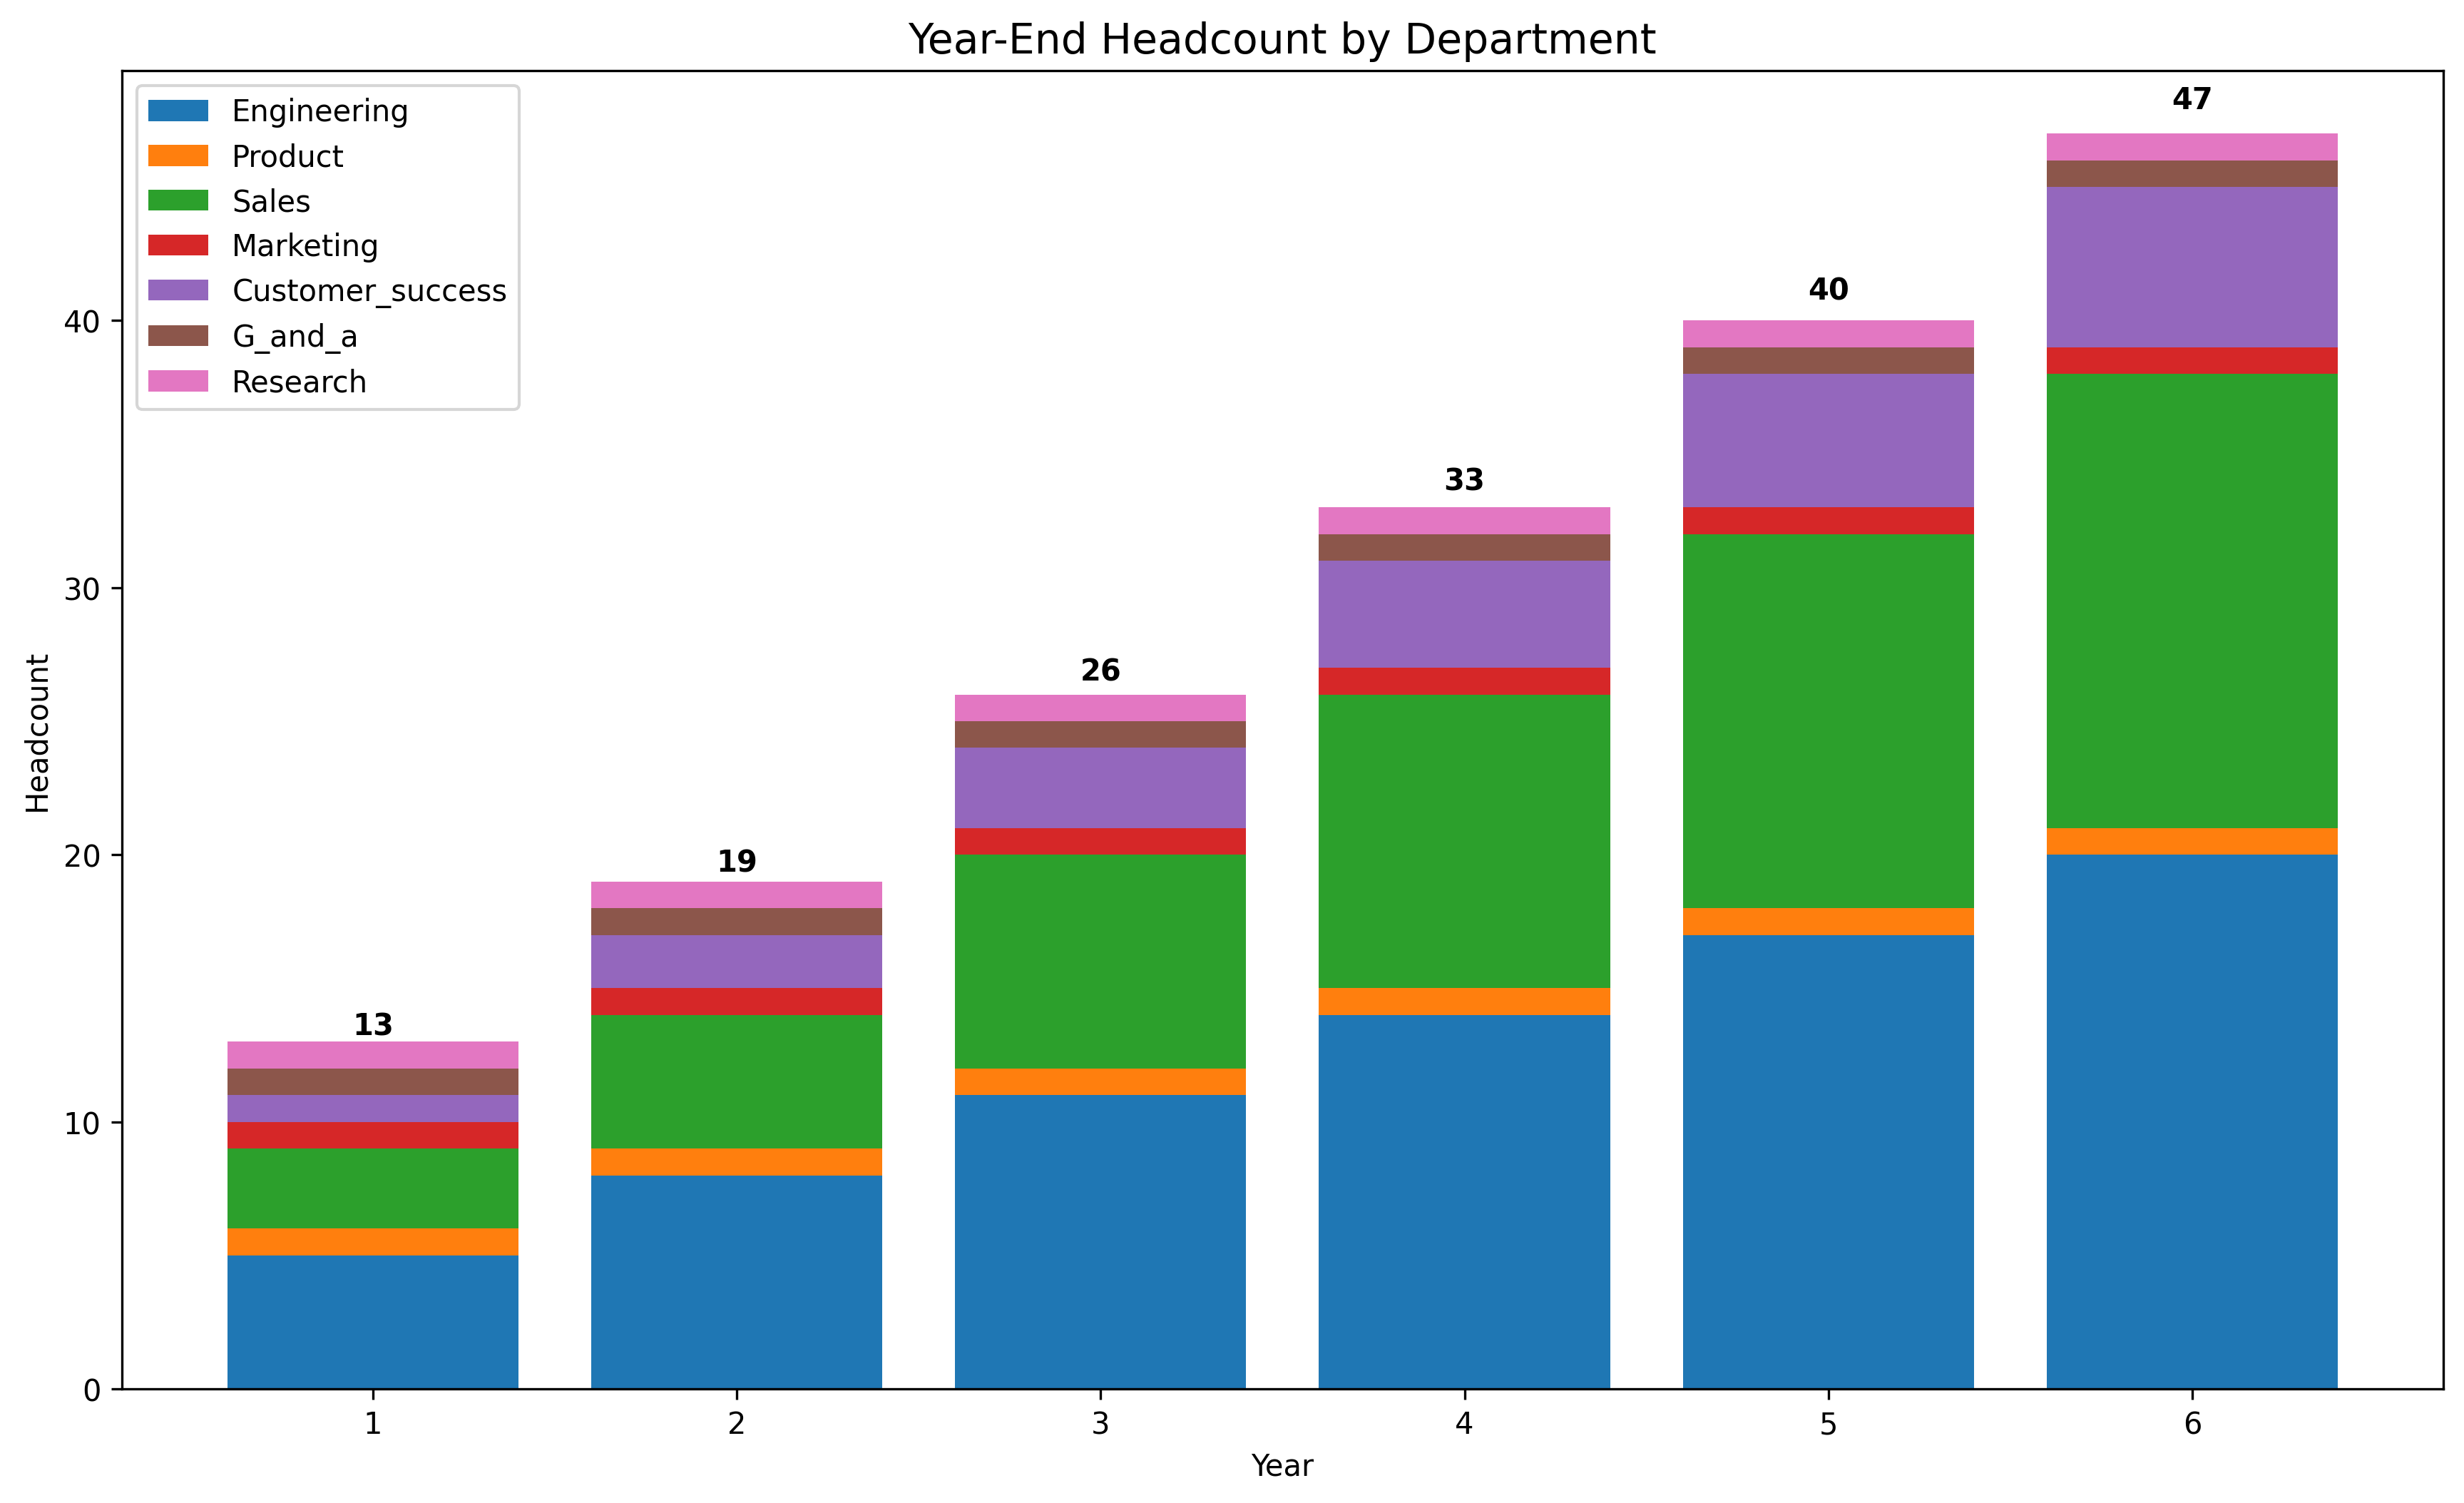 Year-End Headcount by Department
Engineering
Product
Sales
Marketing
Customer_success
G_and_a
Research
47
40
33
26
19
13
40
30
20
10
0
Headcount
1 2 3 4 5 6
Year